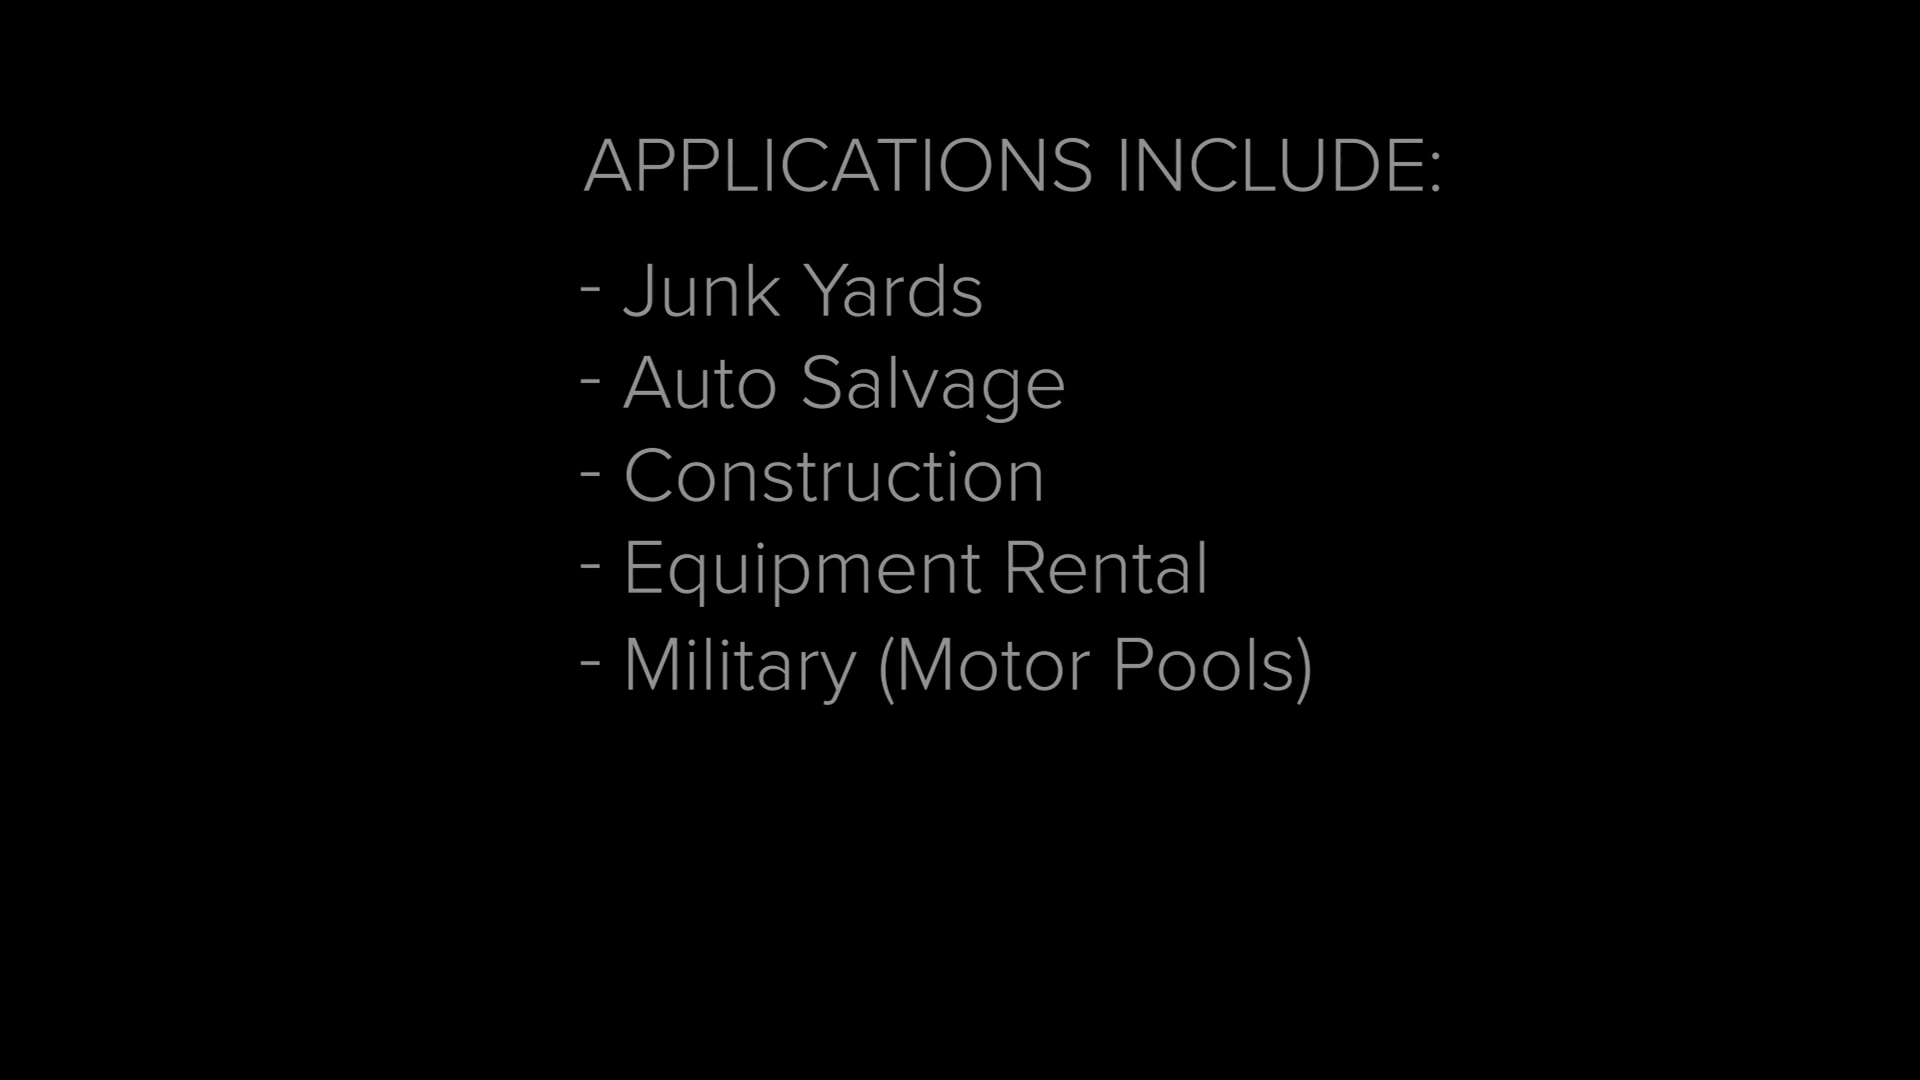 APPLICATIONS INCLUDE:
- Junk Yards
- Auto Salvage
- Construction
- Equipment Rental
- Military (Motor Pools)